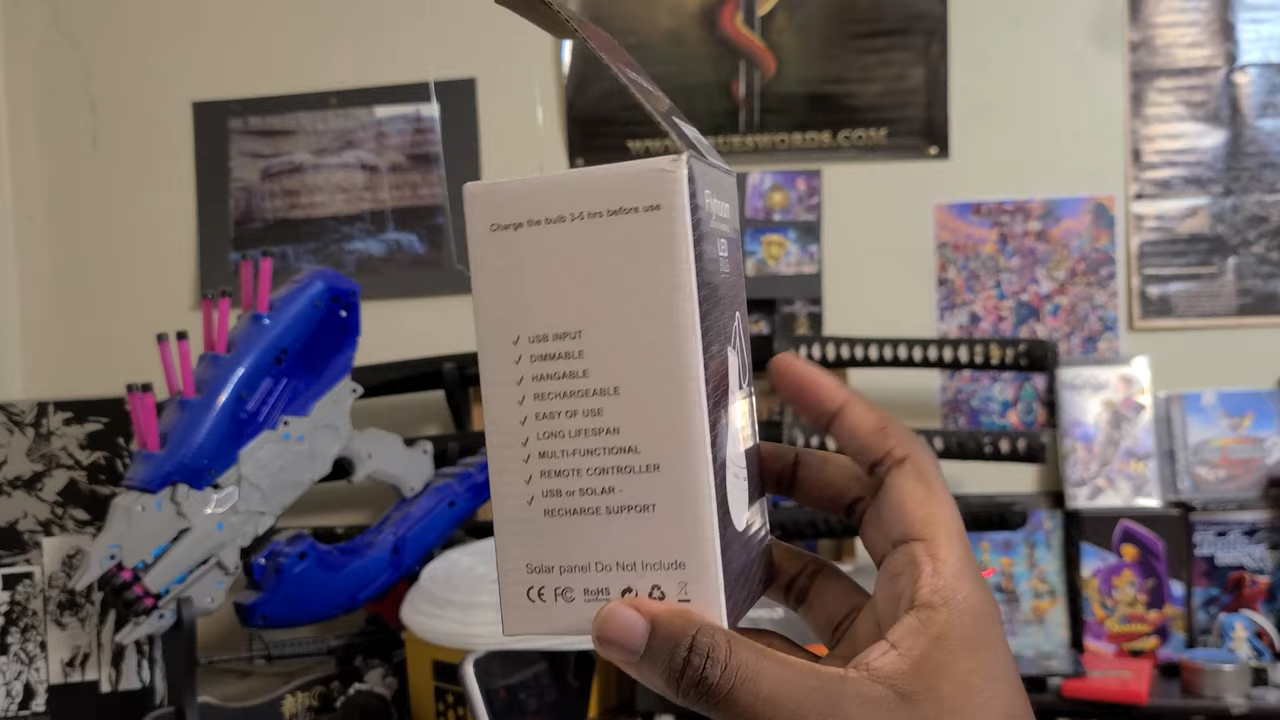 Charge the bulb 3-5 hrs before use
✓ USB INPUT
✓ DIMMABLE
✓ HANGABLE
✓ RECHARGEABLE
✓ EASY OF USE
✓ LONG LIFESPAN
✓ MULTI-FUNCTIONAL
✓ REMOTE CONTROLLER
✓ USB or SOLAR -
RECHARGE SUPPORT
Solar panel Do Not Include
CE FC RoHS
LED